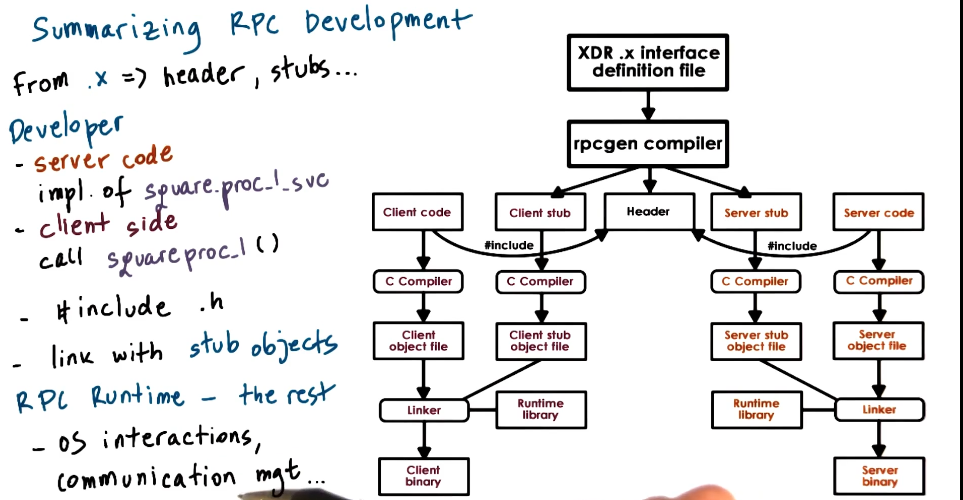 Summarizing RPC Development
From .x => header, stubs...
Developer
- server code
impl. of square_proc_1_svc
- client side
call squareproc_1 ()
- #include .h
- link with stub objects
RPC Runtime - the rest
- OS interactions,
communication mgt...
XDR .x interface
definition file
rpcgen compiler
Client code
Client stub
Header
Server stub
Server code
#include
#include
C Compiler
C Compiler
C Compiler
C Compiler
Client
object file
Client stub
object file
Server stub
object file
Server
object file
Linker
Runtime
library
Runtime
library
Linker
Client
binary
Server
binary